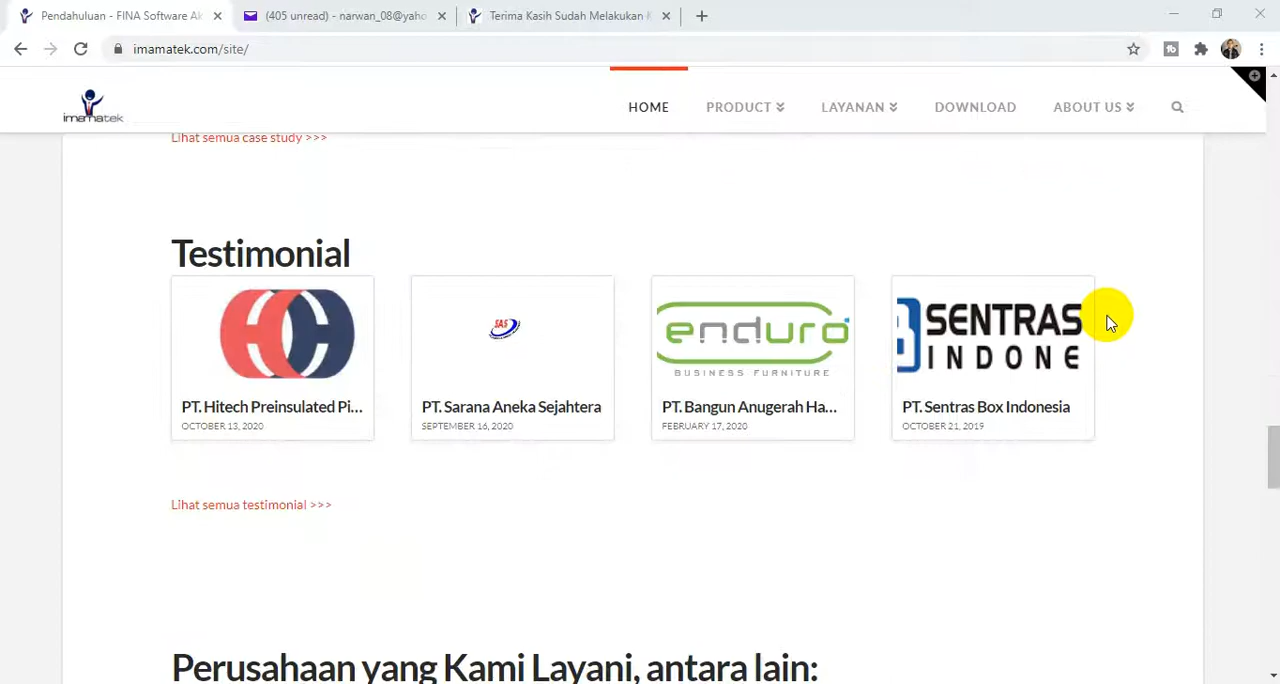 Pendahuluan - FINA Software Ak
(405 unread) - narwan_08@yaho
Terima Kasih Sudah Melakukan
imamatek.com/site/
imamatek
HOME
PRODUCT
LAYANAN
DOWNLOAD
ABOUT US
Lihat semua case study >>>
Testimonial
SAS
enduro
BUSINESS FURNITURE
SENTRAS
INDONE
PT. Hitech Preinsulated Pi...
OCTOBER 13, 2020
PT. Sarana Aneka Sejahtera
SEPTEMBER 16, 2020
PT. Bangun Anugerah Ha...
FEBRUARY 17, 2020
PT. Sentras Box Indonesia
OCTOBER 21, 2019
Lihat semua testimonial >>>
Perusahaan yang Kami Layani, antara lain: